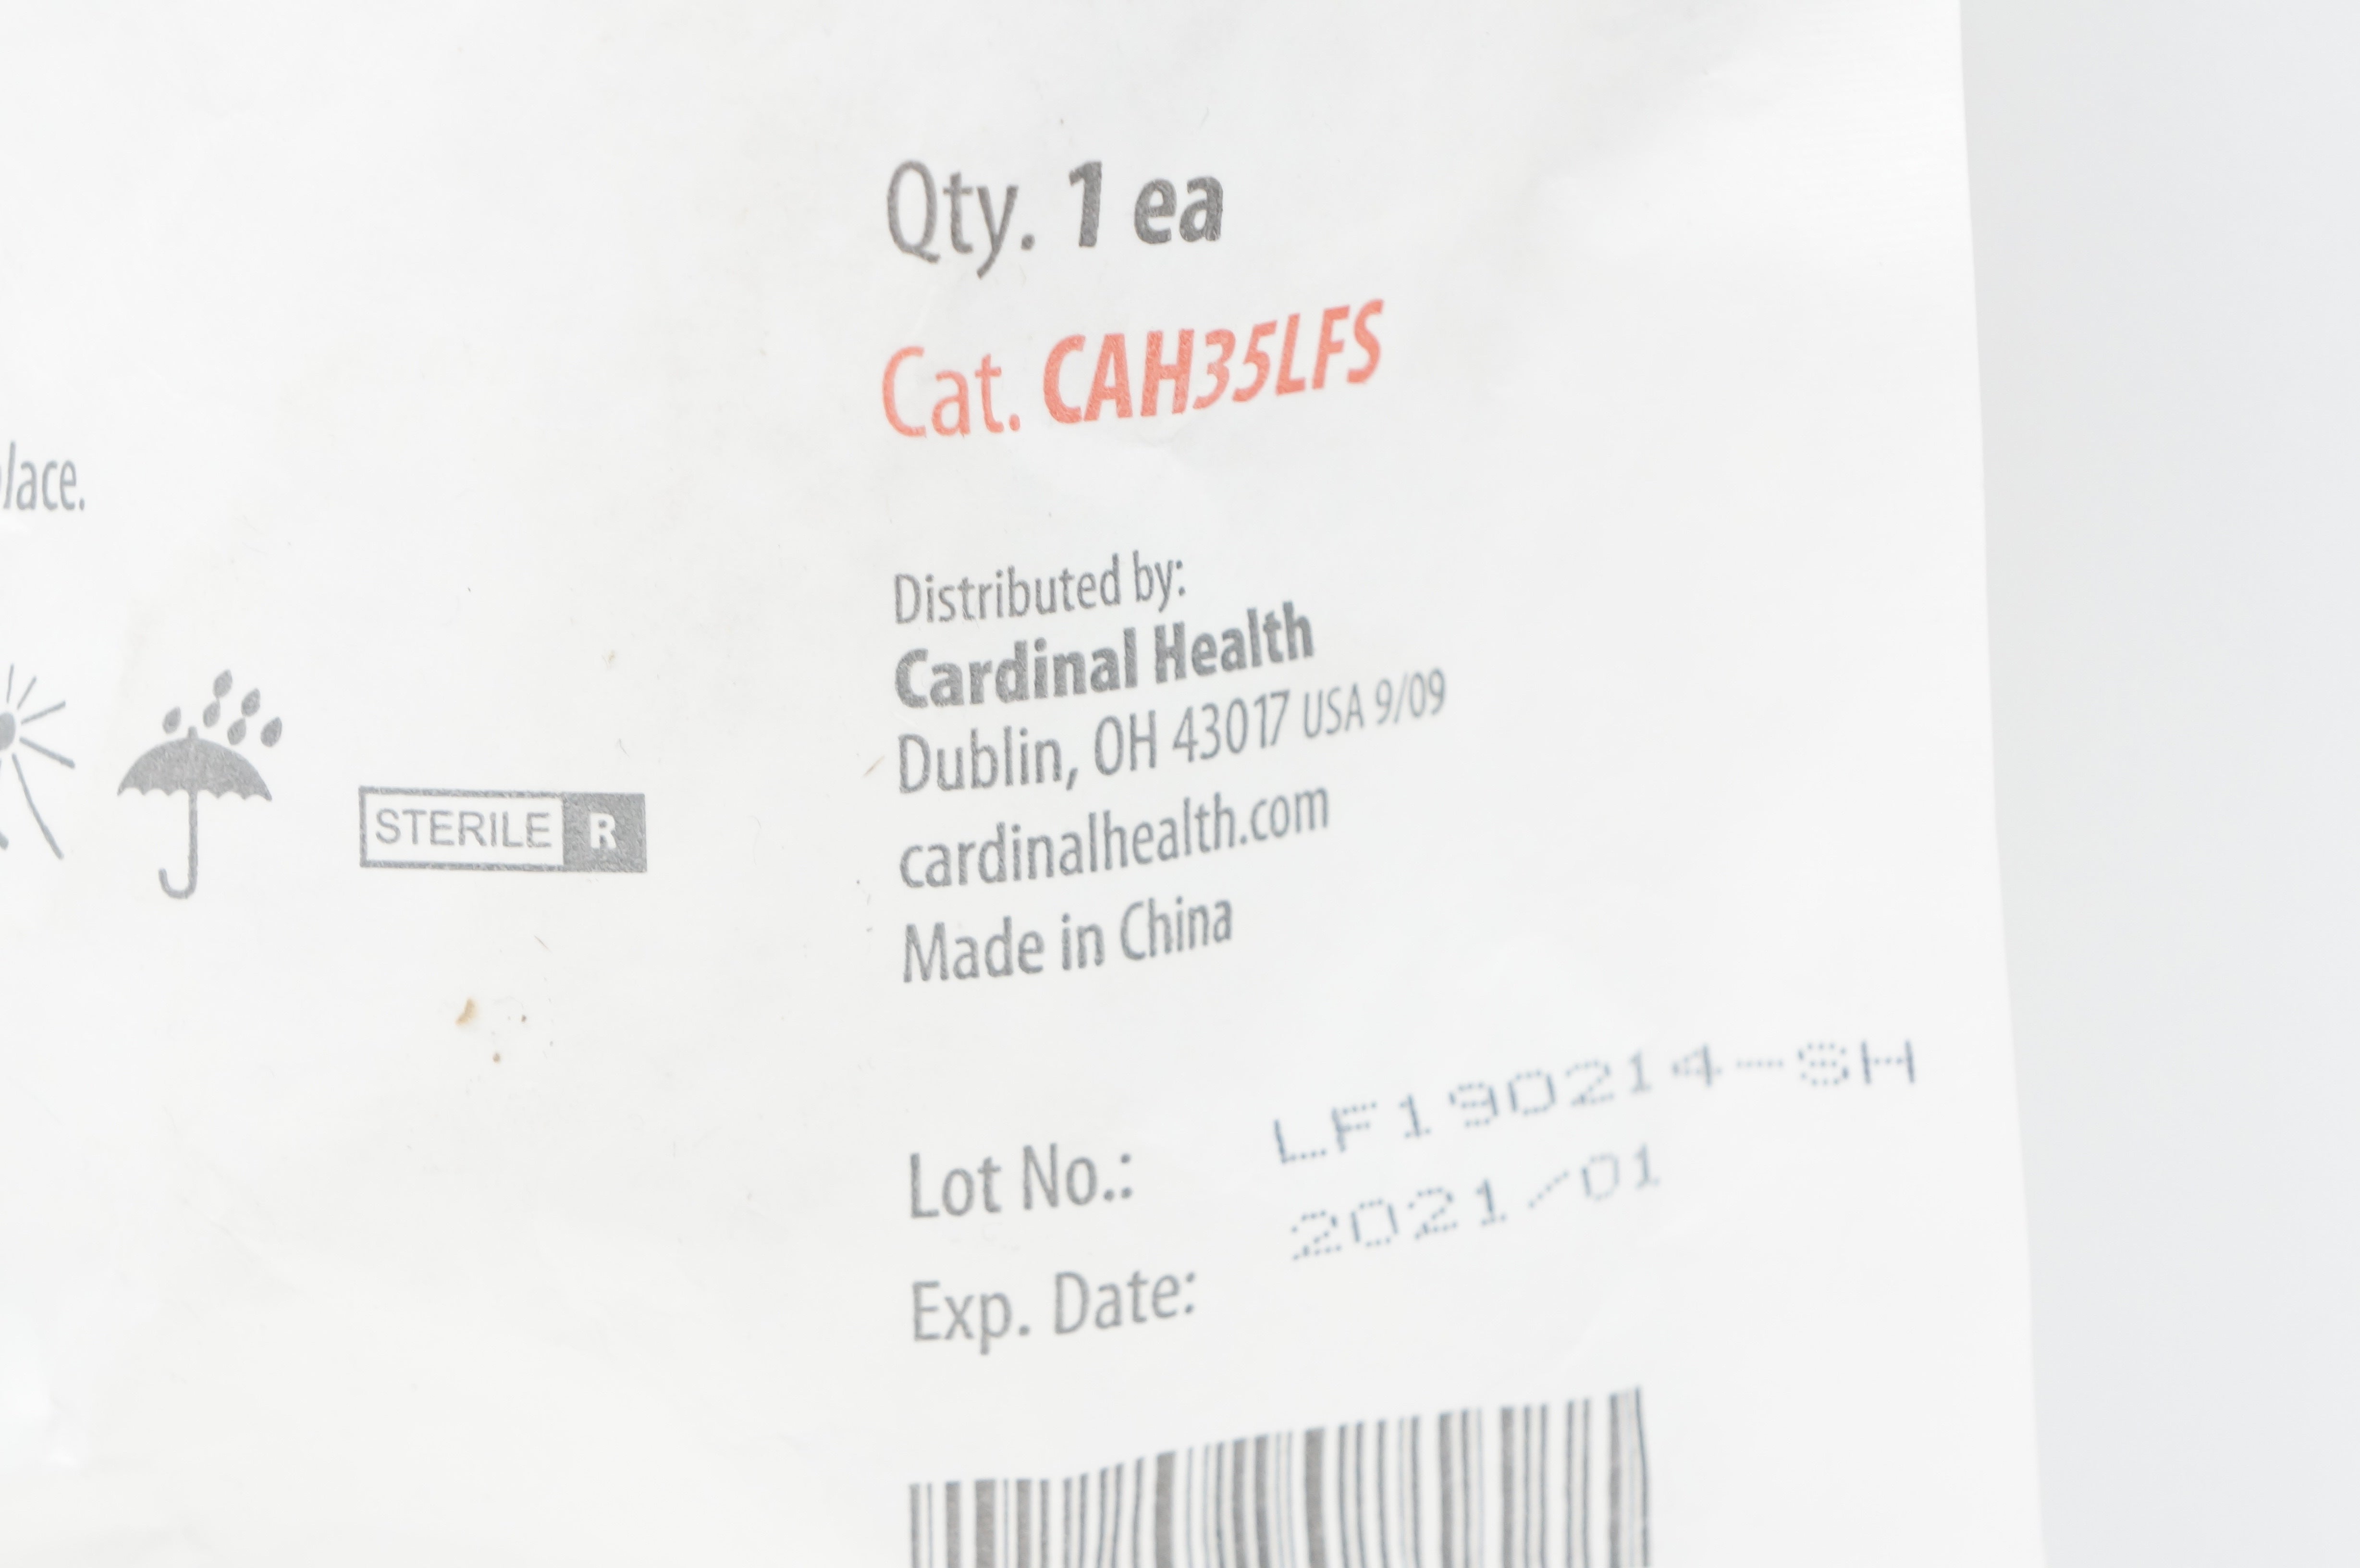 Qty. 1 ea
Cat. CAH35LFS
lace.
Distributed by:
Cardinal Health
Dublin, OH 43017 USA 9/09
cardinalhealth.com
Made in China
STERILE R
Lot No.: LF190214-SH
2021/01
Exp. Date: